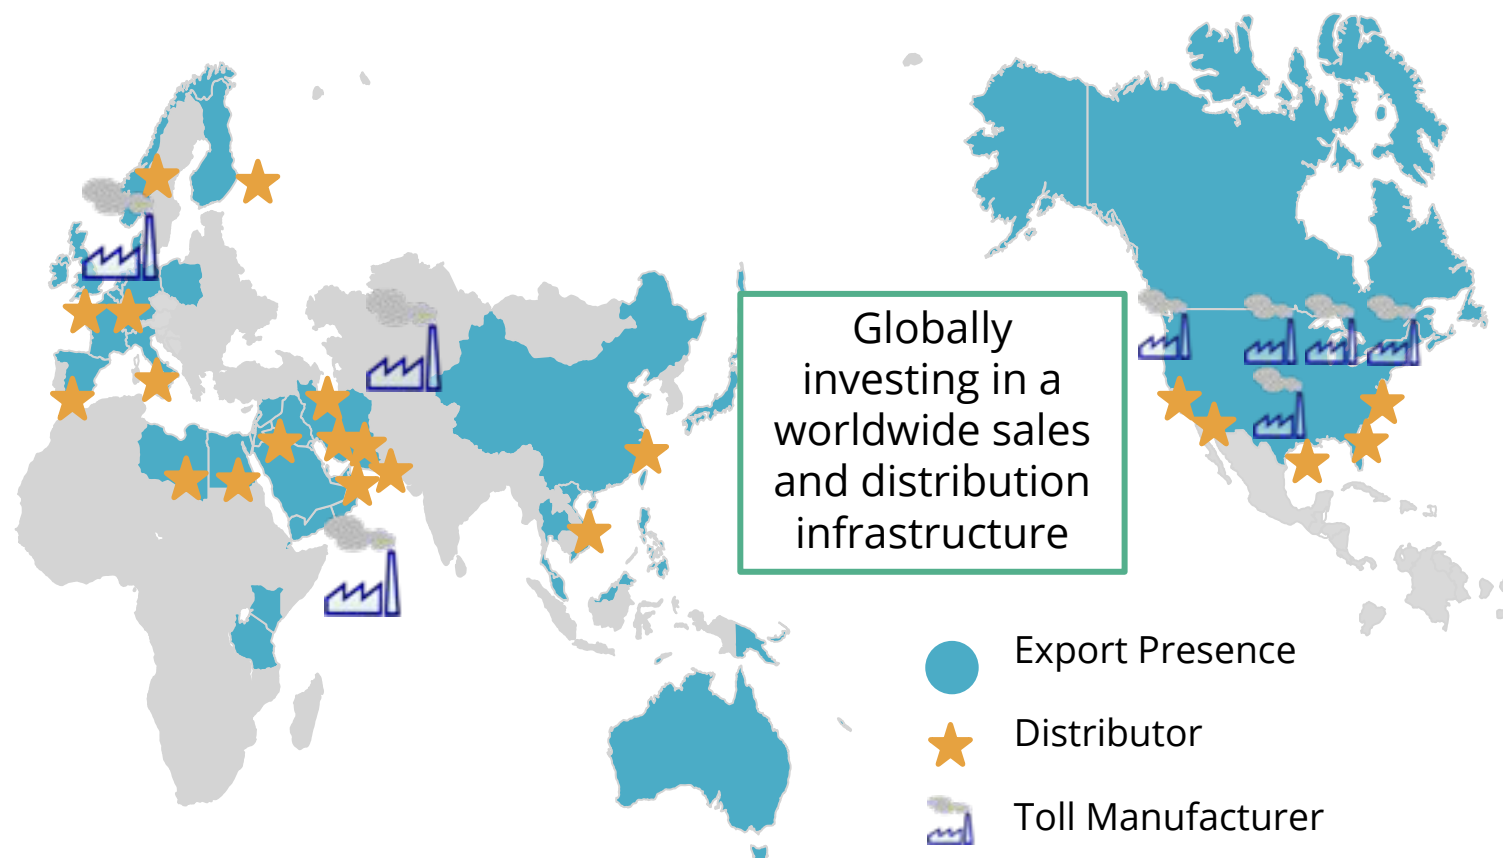 Globally
investing in a
worldwide sales
and distribution
infrastructure
Export Presence
Distributor
Toll Manufacturer